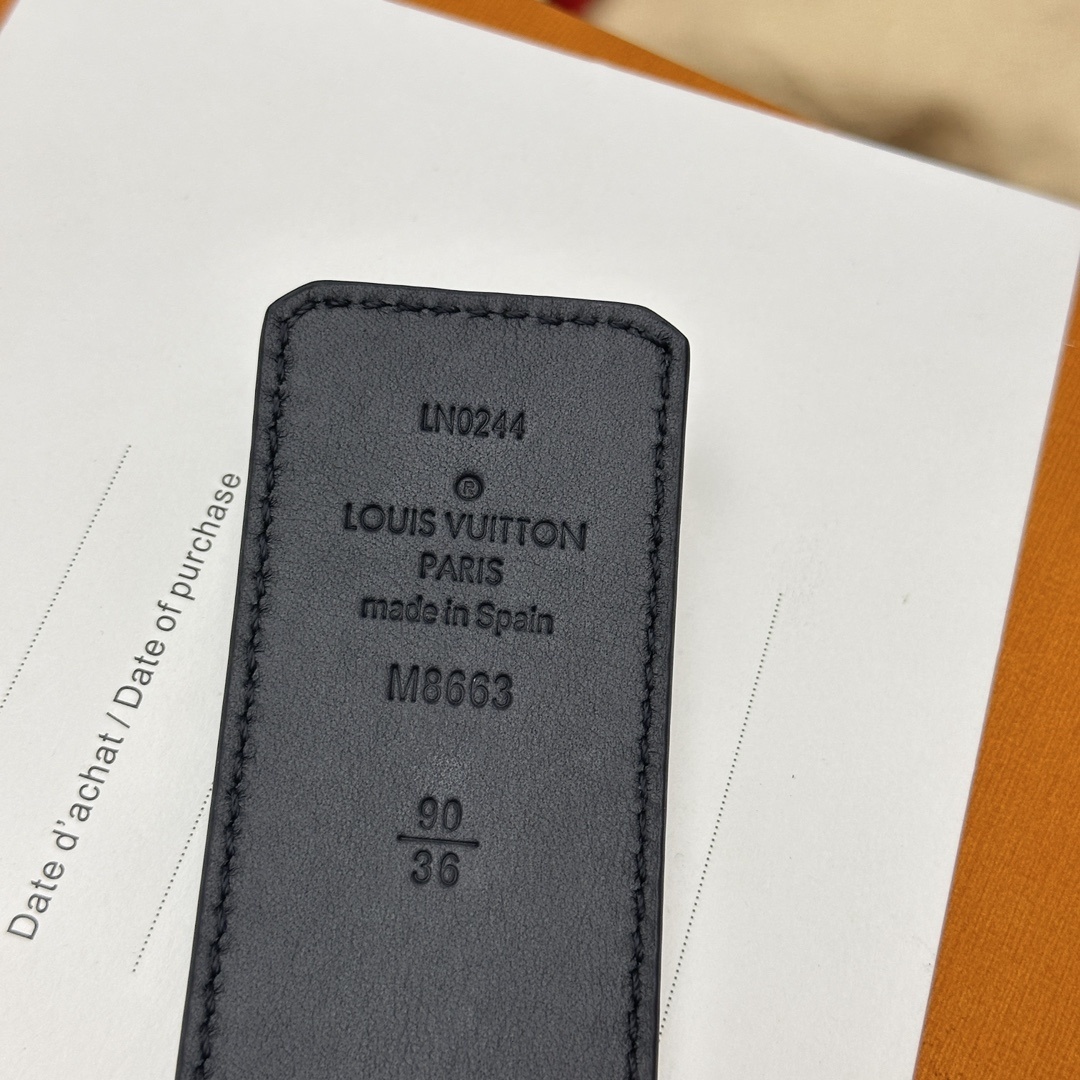 LN0244
®
LOUIS VUITTON
PARIS
made in Spain
M8663
90
36
Date d'achat / Date of purchase